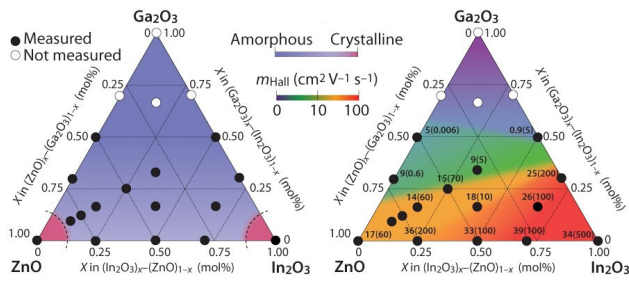 Ga2O3
Measured
Not measured
0
1.00
0.25
0.75
0.50
0.50
0.75
0.25
1.00
0
0
0.25
0.50
0.75
1.00
X in (ZnO)x–(Ga2O3)1–x (mol%)
X in (Ga2O3)x–(In2O3)1–x (mol%)
ZnO
X in (In2O3)x–(ZnO)1–x (mol%)
In2O3
Amorphous Crystalline
mHall (cm2 V–1 s–1)
0 10 100
Ga2O3
0
1.00
0.25
0.75
0.50
5(0.006)
0.9(5)
0.50
9(5)
9(0.6)
15(70)
25(200)
0.75
0.25
14(60)
18(10)
26(100)
1.00
17(60)
36(200)
33(100)
39(100)
34(500)
0
0
0.25
0.50
0.75
1.00
X in (ZnO)x–(Ga2O3)1–x (mol%)
X in (Ga2O3)x–(In2O3)1–x (mol%)
ZnO
X in (In2O3)x–(ZnO)1–x (mol%)
In2O3